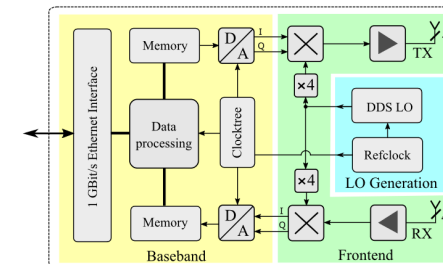 Memory
D
A
I
Q
TX
×4
1 GBit/s Ethernet Interface
Data
processing
Clocktree
DDS LO
Refclock
LO Generation
×4
Memory
D
A
I
Q
RX
Baseband
Frontend